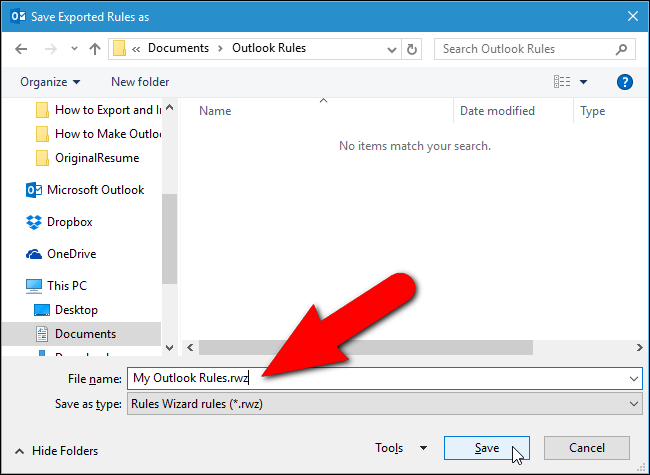 Save Exported Rules as
« Documents › Outlook Rules
Search Outlook Rules
Organize
New folder
?
Name
Date modified
Type
How to Export and In
How to Make Outlo
OriginalResume
Microsoft Outlook
Dropbox
OneDrive
This PC
Desktop
Documents
No items match your search.
File name: My Outlook Rules.rwz
Save as type: Rules Wizard rules (*.rwz)
Hide Folders
Tools
Save
Cancel